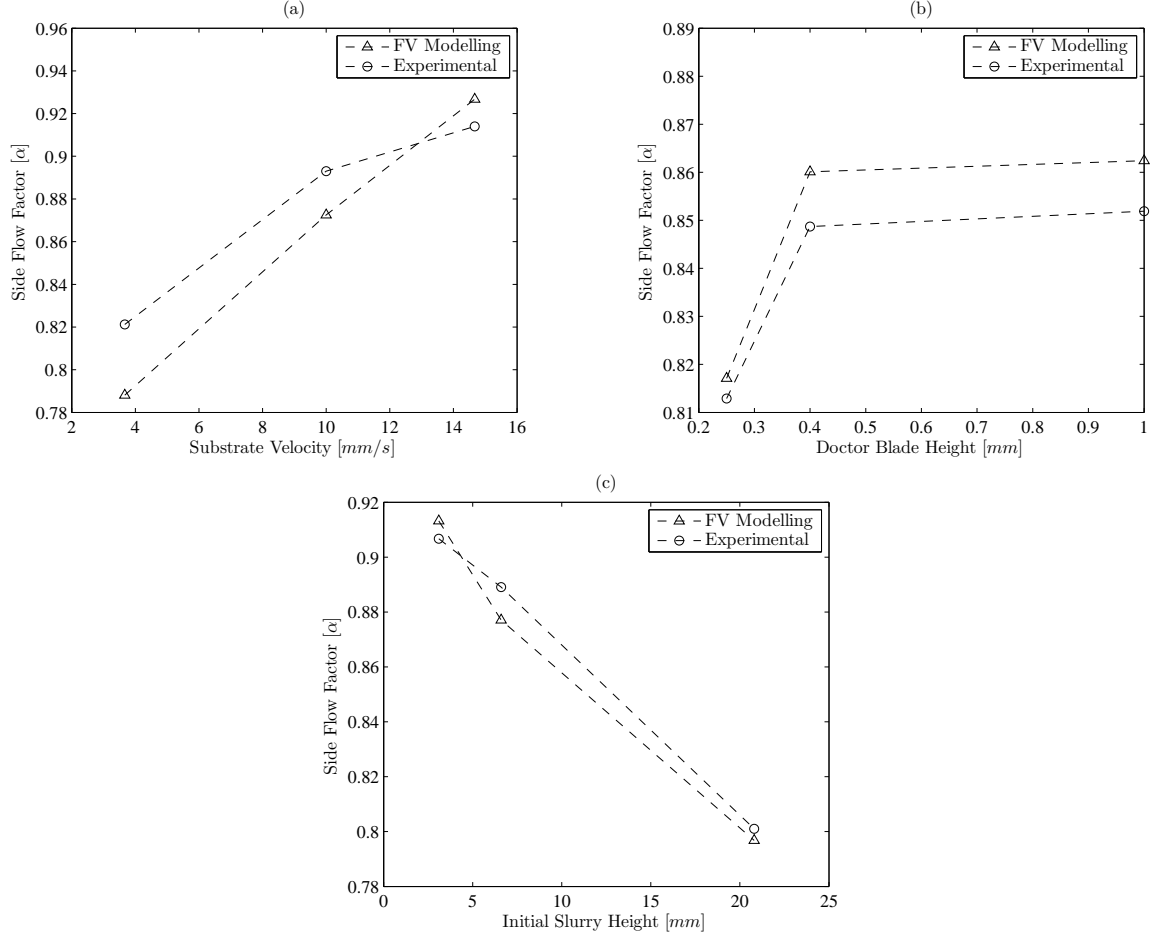 (a)
0.96
0.94
0.92
0.9
0.88
0.86
0.84
0.82
0.8
0.78
Side Flow Factor [α]
FV Modelling
Experimental
2 4 6 8 10 12 14 16
Substrate Velocity [mm/s]
(b)
0.89
0.88
0.87
0.86
0.85
0.84
0.83
0.82
0.81
Side Flow Factor [α]
FV Modelling
Experimental
0.2 0.3 0.4 0.5 0.6 0.7 0.8 0.9 1
Doctor Blade Height [mm]
(c)
0.92
0.9
0.88
0.86
0.84
0.82
0.8
0.78
Side Flow Factor [α]
FV Modelling
Experimental
0 5 10 15 20 25
Initial Slurry Height [mm]